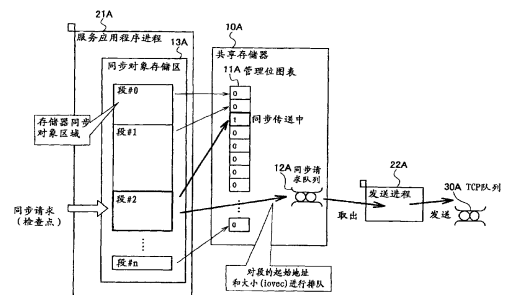 21A
服务应用程序进程
13A
同步对象存储区
段#0
存储器同步
对象区域
段#1
同步请求
(检查点)
段#2
段#n
10A
共享存储器
11A 管理位图表
0
0
1
同步传送中
0
0
0
0
0
0
12A 同步请
求队列
22A
发送进程
30A TCP队列
取出
发送
对段的起始地址
和大小(iovec)进行排队